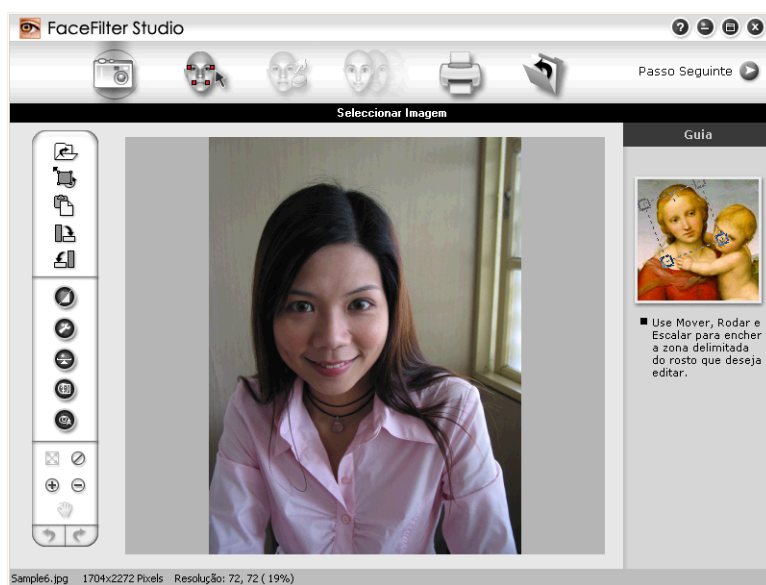 FaceFilter Studio
Passo Seguinte
Seleccionar Imagem
Guia
Use Mover, Rodar e
Escalar para encher
a zona delimitada
do rosto que deseja
editar.
Sample6.jpg 1704x2272 Pixels Resolução: 72, 72 ( 19%)